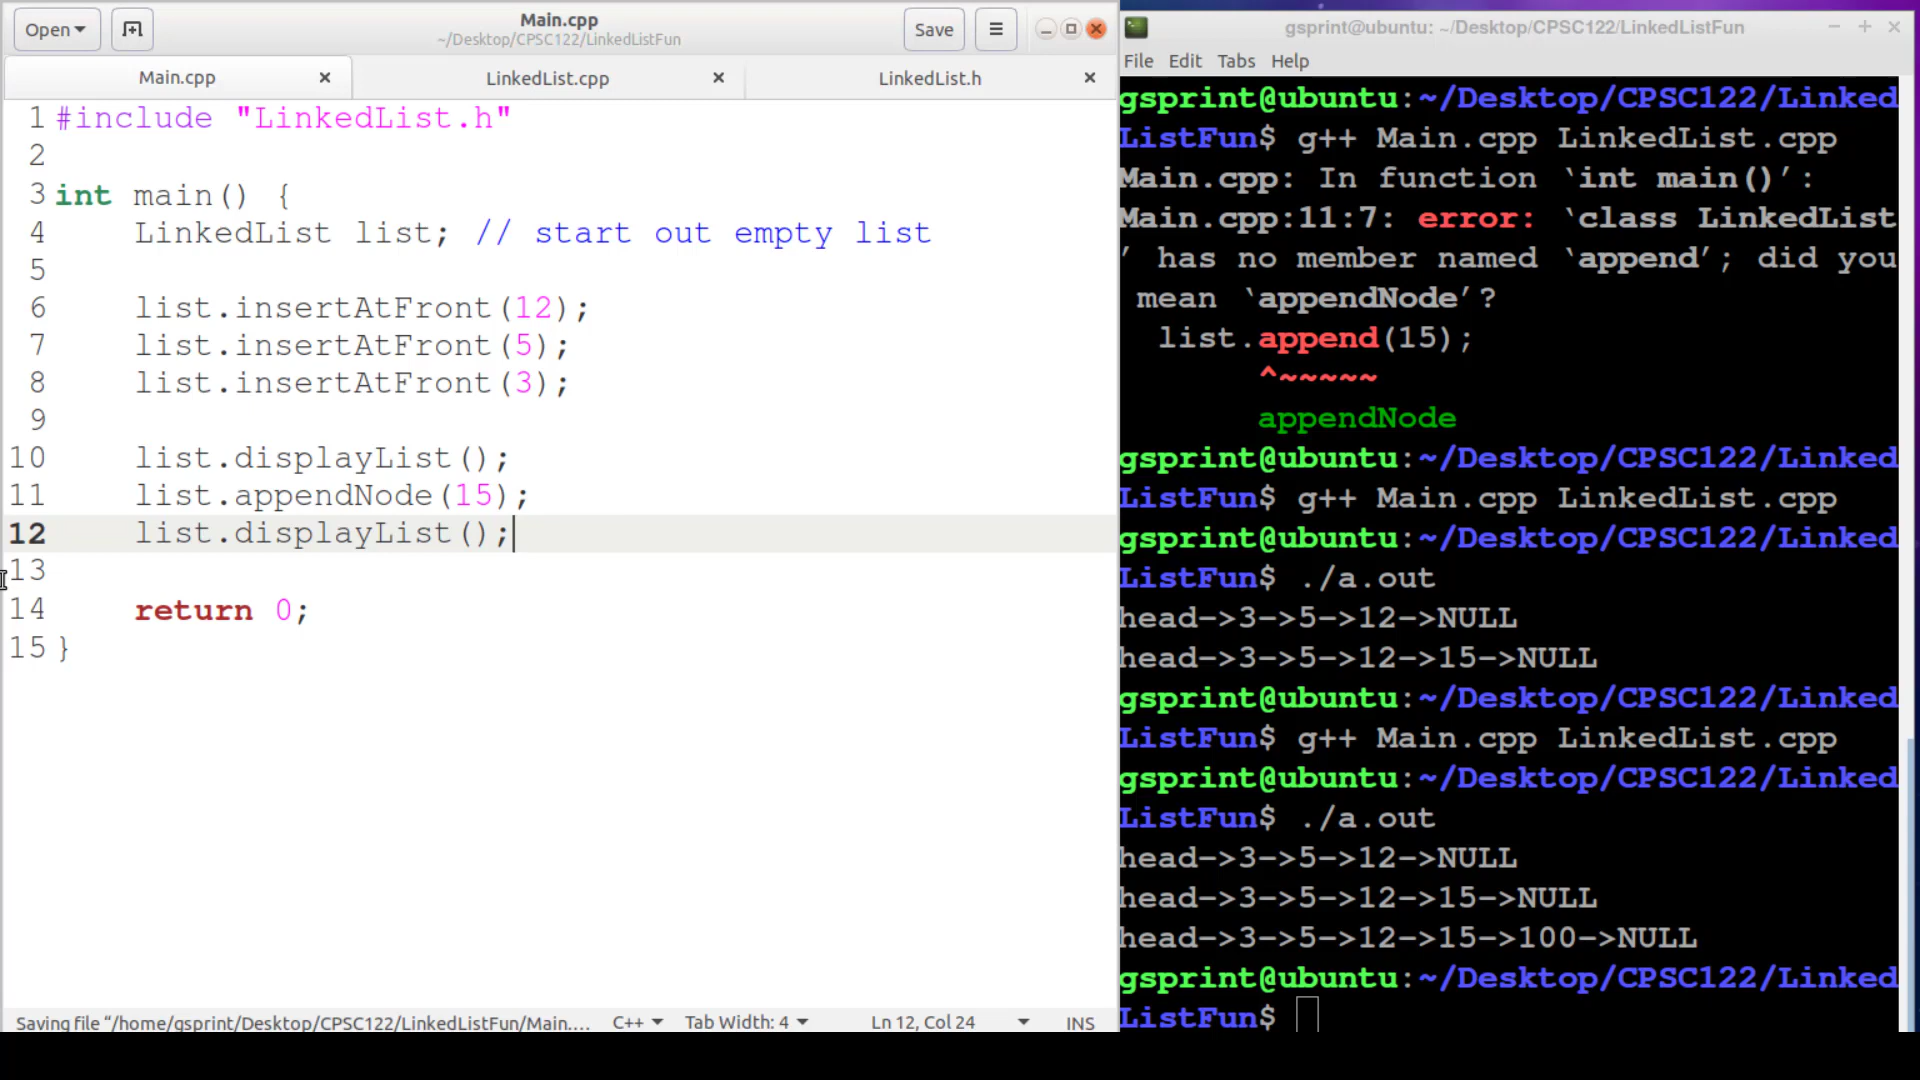 Open
Main.cpp
~/Desktop/CPSC122/LinkedListFun
Save
Main.cpp
LinkedList.cpp
LinkedList.h
1 #include "LinkedList.h"
2
3 int main() {
4 LinkedList list; // start out empty list
5
6 list.insertAtFront(12);
7 list.insertAtFront(5);
8 list.insertAtFront(3);
9
10 list.displayList();
11 list.appendNode(15);
12 list.displayList();
13
14 return 0;
15 }
Saving file “/home/gsprint/Desktop/CPSC122/LinkedListFun/Main.… C++ Tab Width: 4 Ln 12, Col 24 INS
gsprint@ubuntu: ~/Desktop/CPSC122/LinkedListFun
File Edit Tabs Help
gsprint@ubuntu:~/Desktop/CPSC122/Linked
ListFun$ g++ Main.cpp LinkedList.cpp
Main.cpp: In function ‘int main()’:
Main.cpp:11:7: error: ‘class LinkedList
’ has no member named ‘append’; did you
mean ‘appendNode’?
list.append(15);
^~~~~~
appendNode
gsprint@ubuntu:~/Desktop/CPSC122/Linked
ListFun$ g++ Main.cpp LinkedList.cpp
gsprint@ubuntu:~/Desktop/CPSC122/Linked
ListFun$ ./a.out
head->3->5->12->NULL
head->3->5->12->15->NULL
gsprint@ubuntu:~/Desktop/CPSC122/Linked
ListFun$ g++ Main.cpp LinkedList.cpp
gsprint@ubuntu:~/Desktop/CPSC122/Linked
ListFun$ ./a.out
head->3->5->12->NULL
head->3->5->12->15->NULL
head->3->5->12->15->100->NULL
gsprint@ubuntu:~/Desktop/CPSC122/Linked
ListFun$